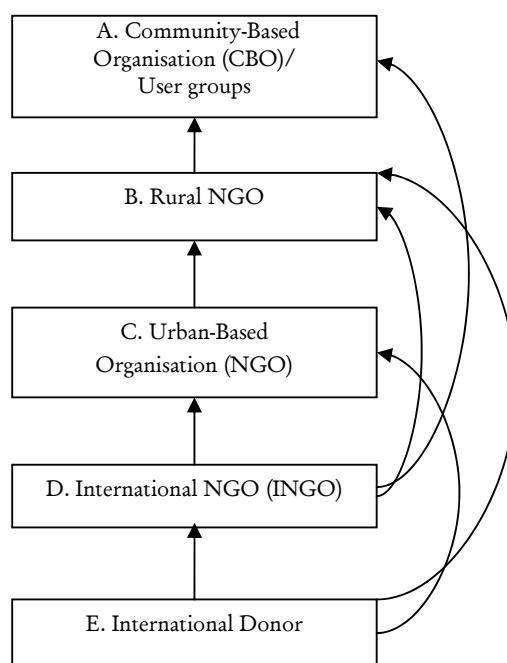 A. Community-Based
Organisation (CBO)/
User groups
B. Rural NGO
C. Urban-Based
Organisation (NGO)
D. International NGO (INGO)
E. International Donor